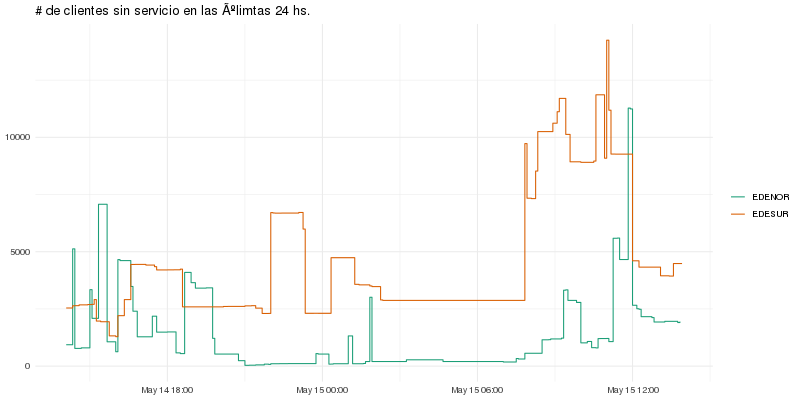 # de clientes sin servicio en las Ãºlimtas 24 hs.
10000
5000
0
May 14 18:00
May 15 00:00
May 15 06:00
May 15 12:00
EDENOR
EDESUR